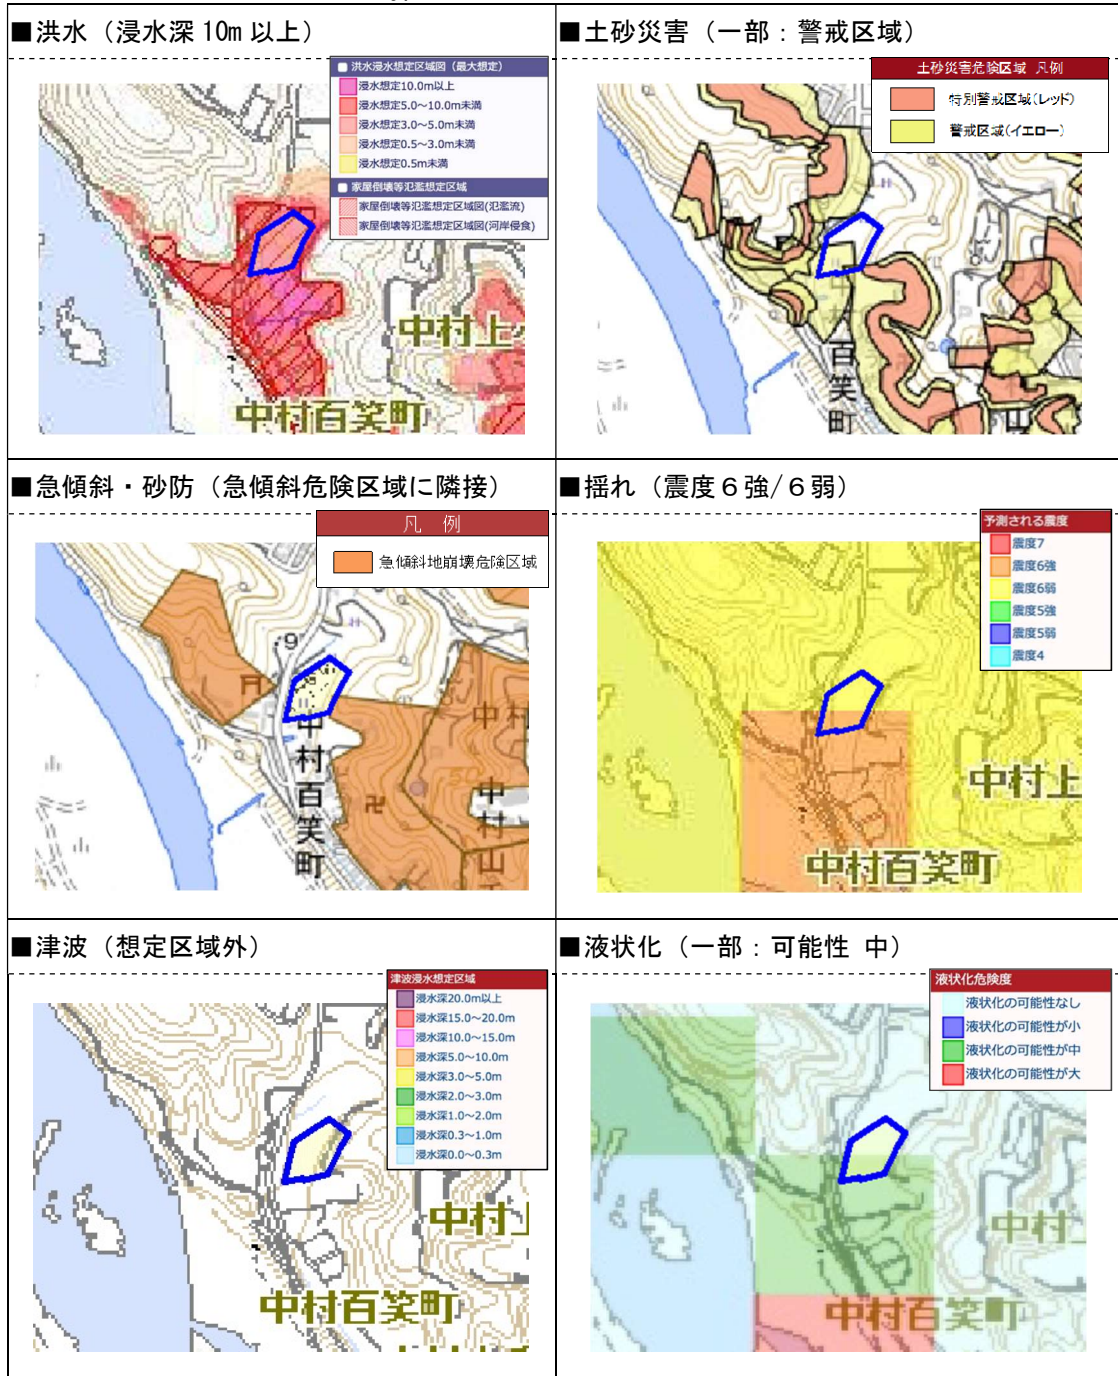 ■洪水（浸水深 10m 以上）
洪水浸水想定区域図（最大想定）
浸水想定10.0m以上
浸水想定5.0～10.0m未満
浸水想定3.0～5.0m未満
浸水想定0.5～3.0m未満
浸水想定0.5m未満
家屋倒壊等氾濫想定区域
家屋倒壊等氾濫想定区域図(氾濫流)
家屋倒壊等氾濫想定区域図(河岸侵食)
中村上
中村百笑町
■土砂災害（一部：警戒区域）
土砂災害危険区域 凡例
特別警戒区域(レッド)
警戒区域(イエロー)
中村百笑町
山
■急傾斜・砂防（急傾斜危険区域に隣接）
凡 例
急傾斜地崩壊危険区域
9
中村百笑町
中村
中村山
■揺れ（震度６強/６弱）
予測される震度
震度7
震度6強
震度6弱
震度5強
震度5弱
震度4
中村上
中村百笑町
■津波（想定区域外）
津波浸水想定区域
浸水深20.0m以上
浸水深15.0～20.0m
浸水深10.0～15.0m
浸水深5.0～10.0m
浸水深3.0～5.0m
浸水深2.0～3.0m
浸水深1.0～2.0m
浸水深0.3～1.0m
浸水深0.0～0.3m
中村上
中村百笑町
■液状化（一部：可能性 中）
液状化危険度
液状化の可能性なし
液状化の可能性が小
液状化の可能性が中
液状化の可能性が大
中村上
中村百笑町